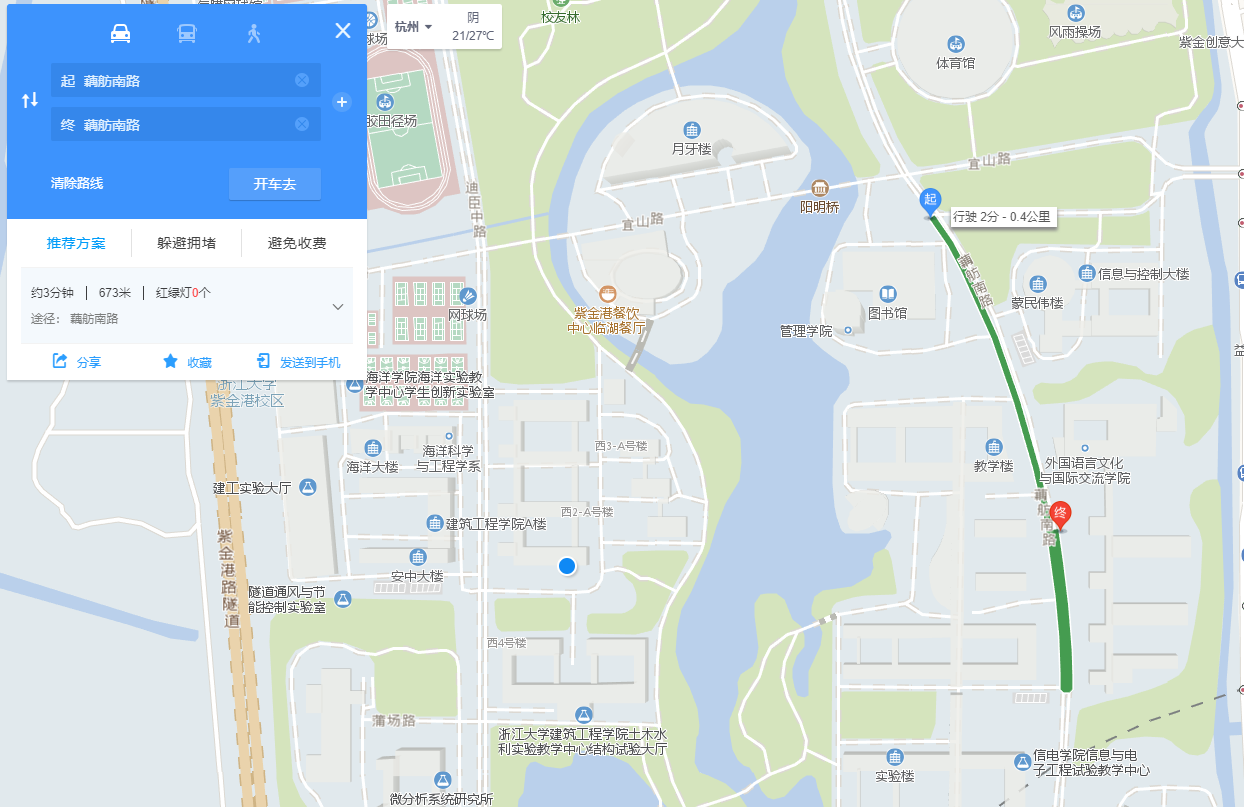 起 藕舫南路
终 藕舫南路
清除路线
开车去
推荐方案
躲避拥堵
避免收费
约3分钟 | 673米 | 红绿灯0个
途径： 藕舫南路
分享
收藏
发送到手机
杭州
阴
21/27℃
校友林
球场
风雨操场
紫金创意大
体育馆
胶田径场
月牙楼
宜山路
迪臣中路
阳明桥
宜山路
起
行驶 2分 - 0.4公里
藕舫南路
信息与控制大楼
蒙民伟楼
图书馆
管理学院
网球场
紫金港餐饮
中心临湖餐厅
益
浙江大学
紫金港校区
海洋学院海洋实验教
学中心学生创新实验室
海洋大楼
海洋科学
与工程学系
西3-A号楼
教学楼
外国语言文化
与国际交流学院
建工实验大厅
建筑工程学院A楼
西2-A号楼
藕舫南路
终
紫金港路隧道
安中大楼
隧道通风与节
能控制实验室
西4号楼
蒲场路
浙江大学建筑工程学院土木水
利实验教学中心结构试验大厅
实验楼
信电学院信息与电
子工程试验教学中心
微分析系统研究所